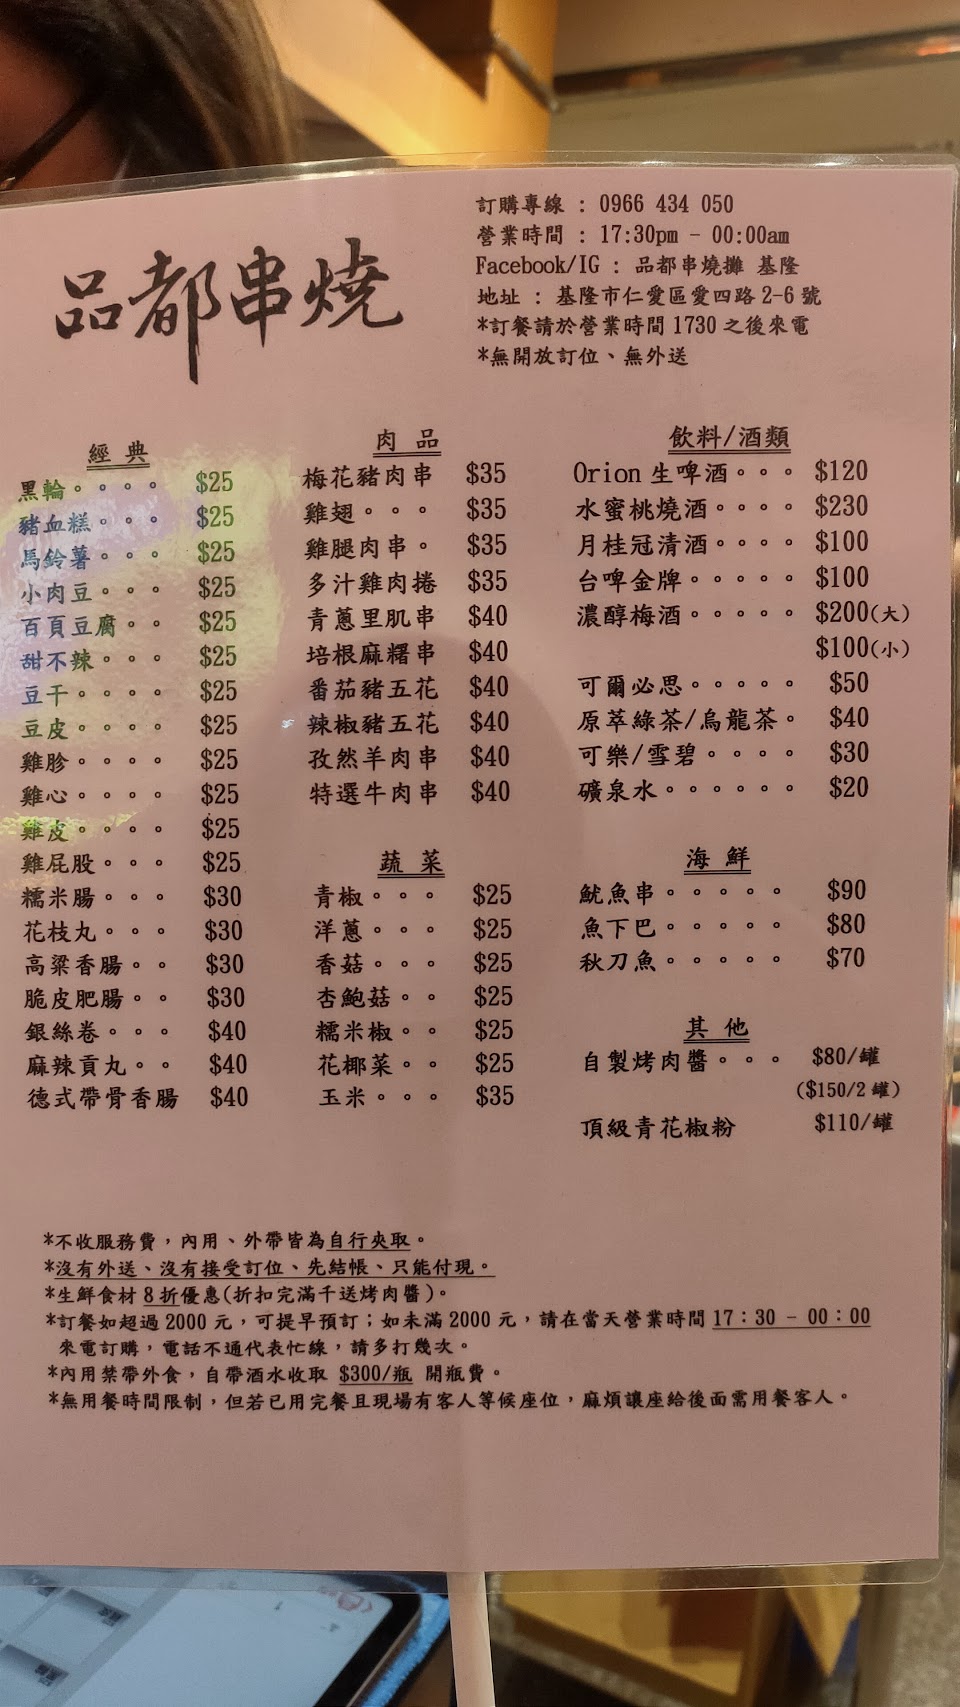 品都串燒
訂購專線 : 0966 434 050
營業時間 : 17:30pm - 00:00am
Facebook/IG : 品都串燒攤 基隆
地址 : 基隆市仁愛區愛四路 2-6 號
*訂餐請於營業時間 1730 之後來電
*無開放訂位、無外送
經 典
黑輪。。。。 $25
豬血糕。。。 $25
馬鈴薯。。。 $25
小肉豆。。。 $25
百頁豆腐。。 $25
甜不辣。。。 $25
豆干。。。。 $25
豆皮。。。。 $25
雞胗。。。。 $25
雞心。。。。 $25
雞皮。。。。 $25
雞屁股。。。 $25
糯米腸。。。 $30
花枝丸。。。 $30
高粱香腸。。 $30
脆皮肥腸。。 $30
銀絲卷。。。 $40
麻辣貢丸。。 $40
德式帶骨香腸 $40
肉 品
梅花豬肉串 $35
雞翅。。。 $35
雞腿肉串。 $35
多汁雞肉捲 $35
青蔥里肌串 $40
培根麻糬串 $40
番茄豬五花 $40
辣椒豬五花 $40
孜然羊肉串 $40
特選牛肉串 $40
蔬 菜
青椒。。。 $25
洋蔥。。。 $25
香菇。。。 $25
杏鮑菇。。 $25
糯米椒。。 $25
花椰菜。。 $25
玉米。。。 $35
飲料/酒類
Orion 生啤酒。。。 $120
水蜜桃燒酒。。。。 $230
月桂冠清酒。。。。 $100
台啤金牌。。。。。 $100
濃醇梅酒。。。。。 $200(大)
$100(小)
可爾必思。。。。。 $50
原萃綠茶/烏龍茶。 $40
可樂/雪碧。。。。 $30
礦泉水。。。。。。 $20
海 鮮
魷魚串。。。。。 $90
魚下巴。。。。。 $80
秋刀魚。。。。。 $70
其 他
自製烤肉醬。。。 $80/罐
($150/2 罐)
頂級青花椒粉 $110/罐
*不收服務費，內用、外帶皆為自行夾取。
*沒有外送、沒有接受訂位、先結帳、只能付現。
*生鮮食材 8 折優惠(折扣完滿千送烤肉醬)。
*訂餐如超過 2000 元，可提早預訂；如未滿 2000 元，請在當天營業時間 17：30 - 00：00
來電訂購，電話不通代表忙線，請多打幾次。
*內用禁帶外食，自帶酒水收取 $300/瓶 開瓶費。
*無用餐時間限制，但若已用完餐且現場有客人等候座位，麻煩讓座給後面需用餐客人。